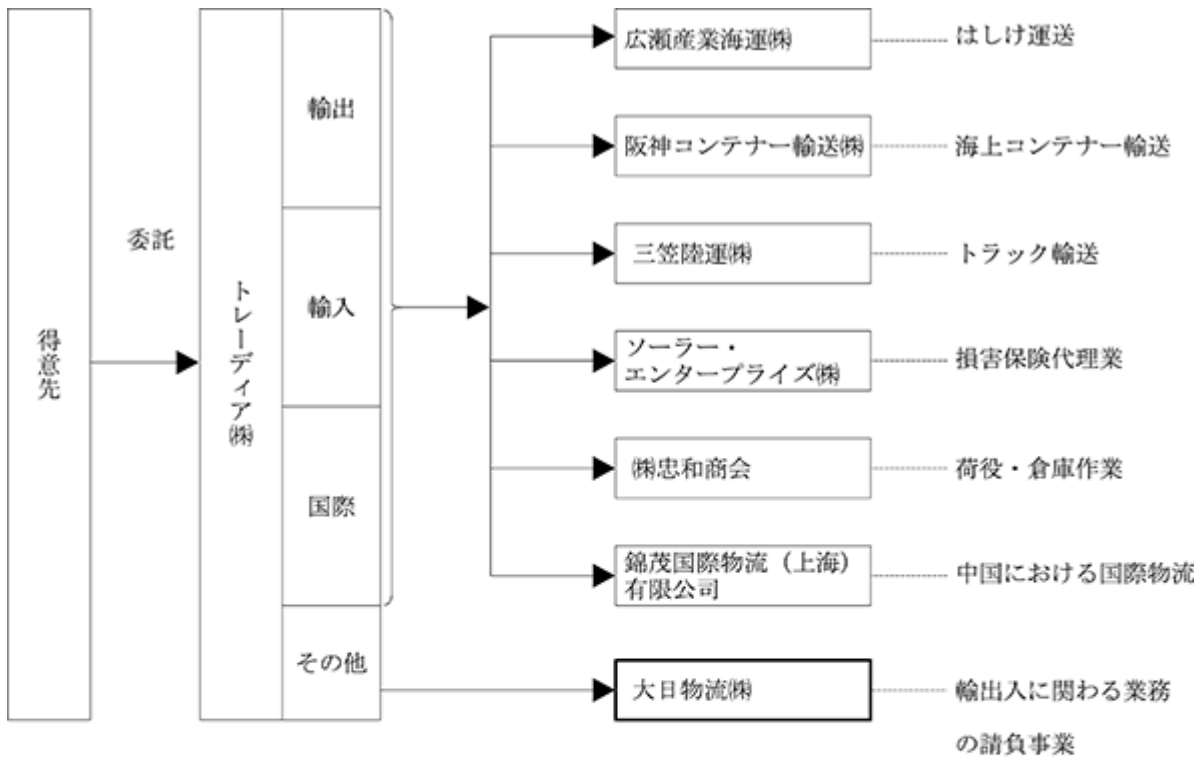 得意先
委託
トレーディア㈱
輸出
輸入
国際
その他
広瀬産業海運㈱
はしけ運送
阪神コンテナー輸送㈱
海上コンテナー輸送
三笠陸運㈱
トラック輸送
ソーラー・
エンタープライズ㈱
損害保険代理業
㈱忠和商会
荷役・倉庫作業
錦茂国際物流（上海）
有限公司
中国における国際物流
大日物流㈱
輸出入に関わる業務
の請負事業